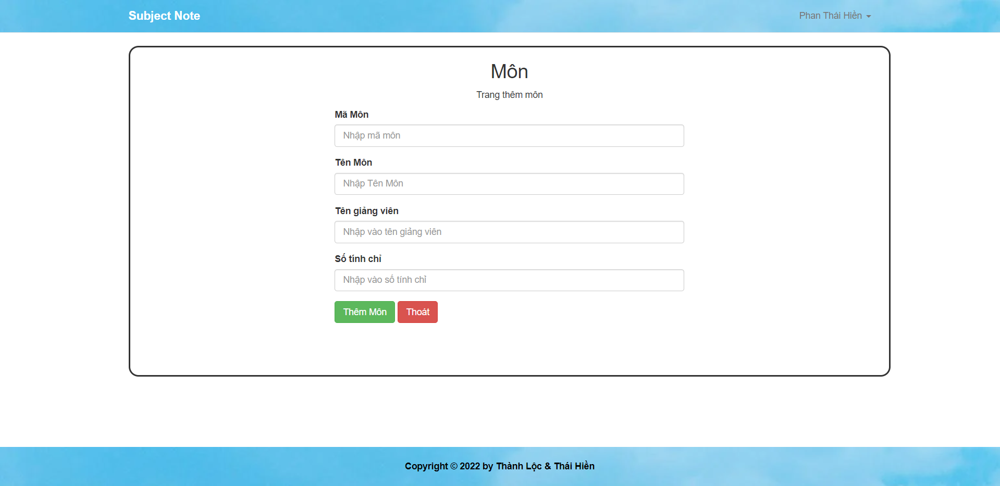 Subject Note
Phan Thái Hiền
Môn
Trang thêm môn
Mã Môn
Nhập mã môn
Tên Môn
Nhập Tên Môn
Tên giảng viên
Nhập vào tên giảng viên
Số tính chỉ
Nhập vào số tính chỉ
Thêm Môn Thoát
Copyright © 2022 by Thành Lộc & Thái Hiền